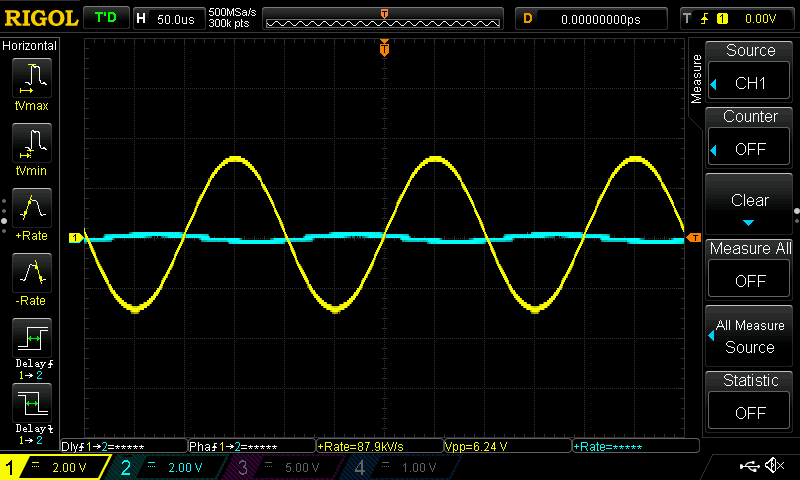 RIGOL T'D H 50.0us 500MSa/s 300k pts T D 0.00000000ps T 1 0.00V
Horizontal
tVmax
tVmin
+Rate
-Rate
Delay
1→2
Delay
1→2
T
1
T
Measure
Source
CH1
Counter
OFF
Clear
Measure All
OFF
All Measure
Source
Statistic
OFF
Dly1→2=***** Pha1→2=***** +Rate=87.9kV/s Vpp=6.24 V +Rate=*****
1 2.00 V 2 2.00 V 3 5.00 V 4 1.00 V